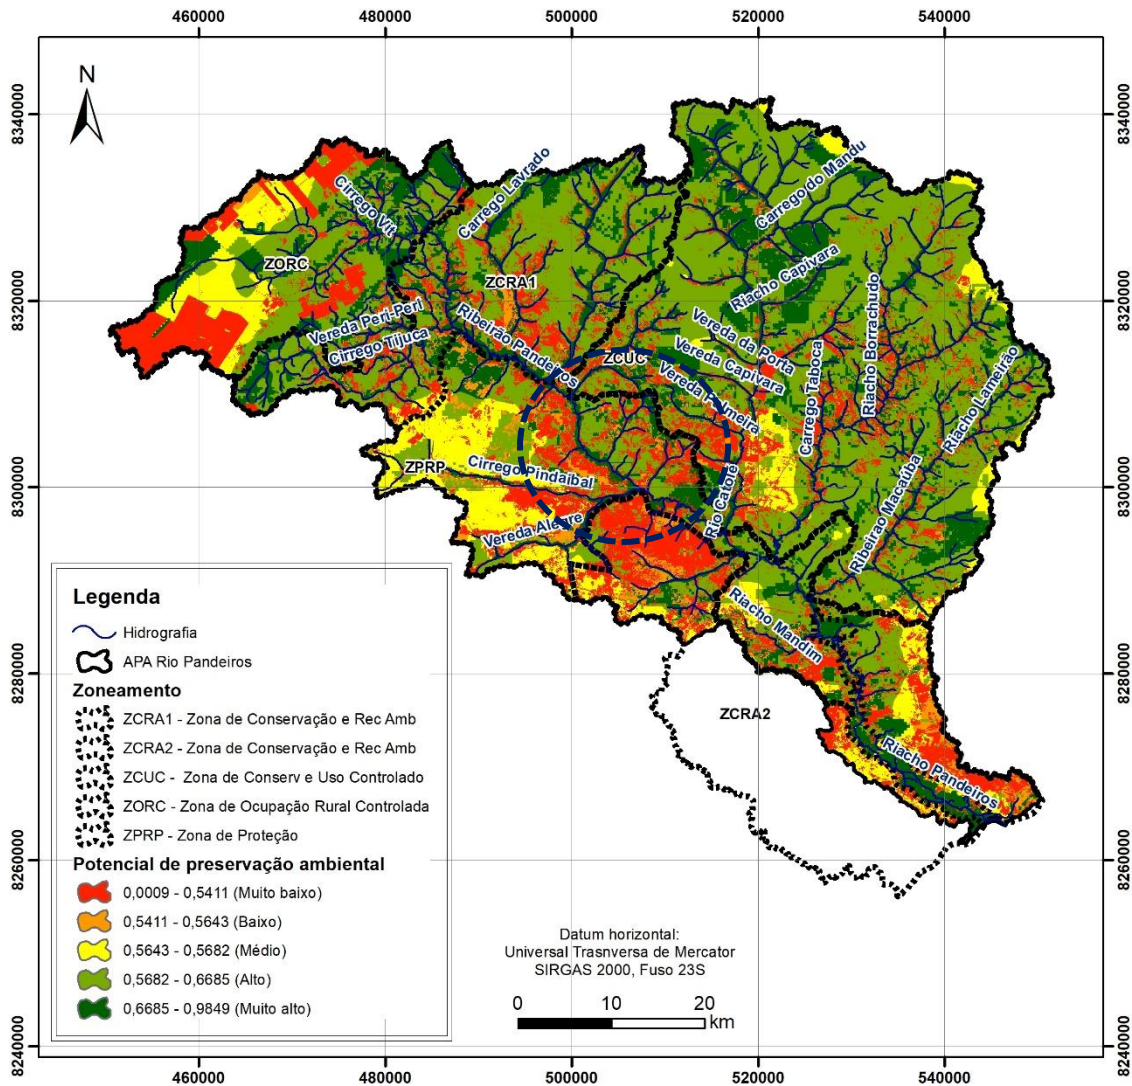 460000 480000 500000 520000 540000
8340000
8340000
N
Cirrego Vit
Carrego Lavrado
Carrego do Mandu
ZORC
ZCRA1
Riacho Capivara
8320000
8320000
Vereda Peri-Peri
Cirrego Tijuca
Ribeirão Pandeiros
ZCUC
Vereda da Porta
Vereda Capivara
Vereda Palmeira
Carrego Taboca
Riacho Borrachudo
Riacho Lameirão
ZPRP
Cirrego Pindaibal
Vereda Alegre
Rio Catolé
Ribeirao Macaúba
8300000
8300000
Riacho Mandim
ZCRA2
Riacho Pandeiros
8280000
8280000
Legenda
Hidrografia
APA Rio Pandeiros
Zoneamento
ZCRA1 - Zona de Conservação e Rec Amb
ZCRA2 - Zona de Conservação e Rec Amb
ZCUC - Zona de Conserv e Uso Controlado
ZORC - Zona de Ocupação Rural Controlada
ZPRP - Zona de Proteção
Potencial de preservação ambiental
0,0009 - 0,5411 (Muito baixo)
0,5411 - 0,5643 (Baixo)
0,5643 - 0,5682 (Médio)
0,5682 - 0,6685 (Alto)
0,6685 - 0,9849 (Muito alto)
8260000
8260000
Datum horizontal:
Universal Trasnversa de Mercator
SIRGAS 2000, Fuso 23S
0 10 20
km
8240000
8240000
460000 480000 500000 520000 540000